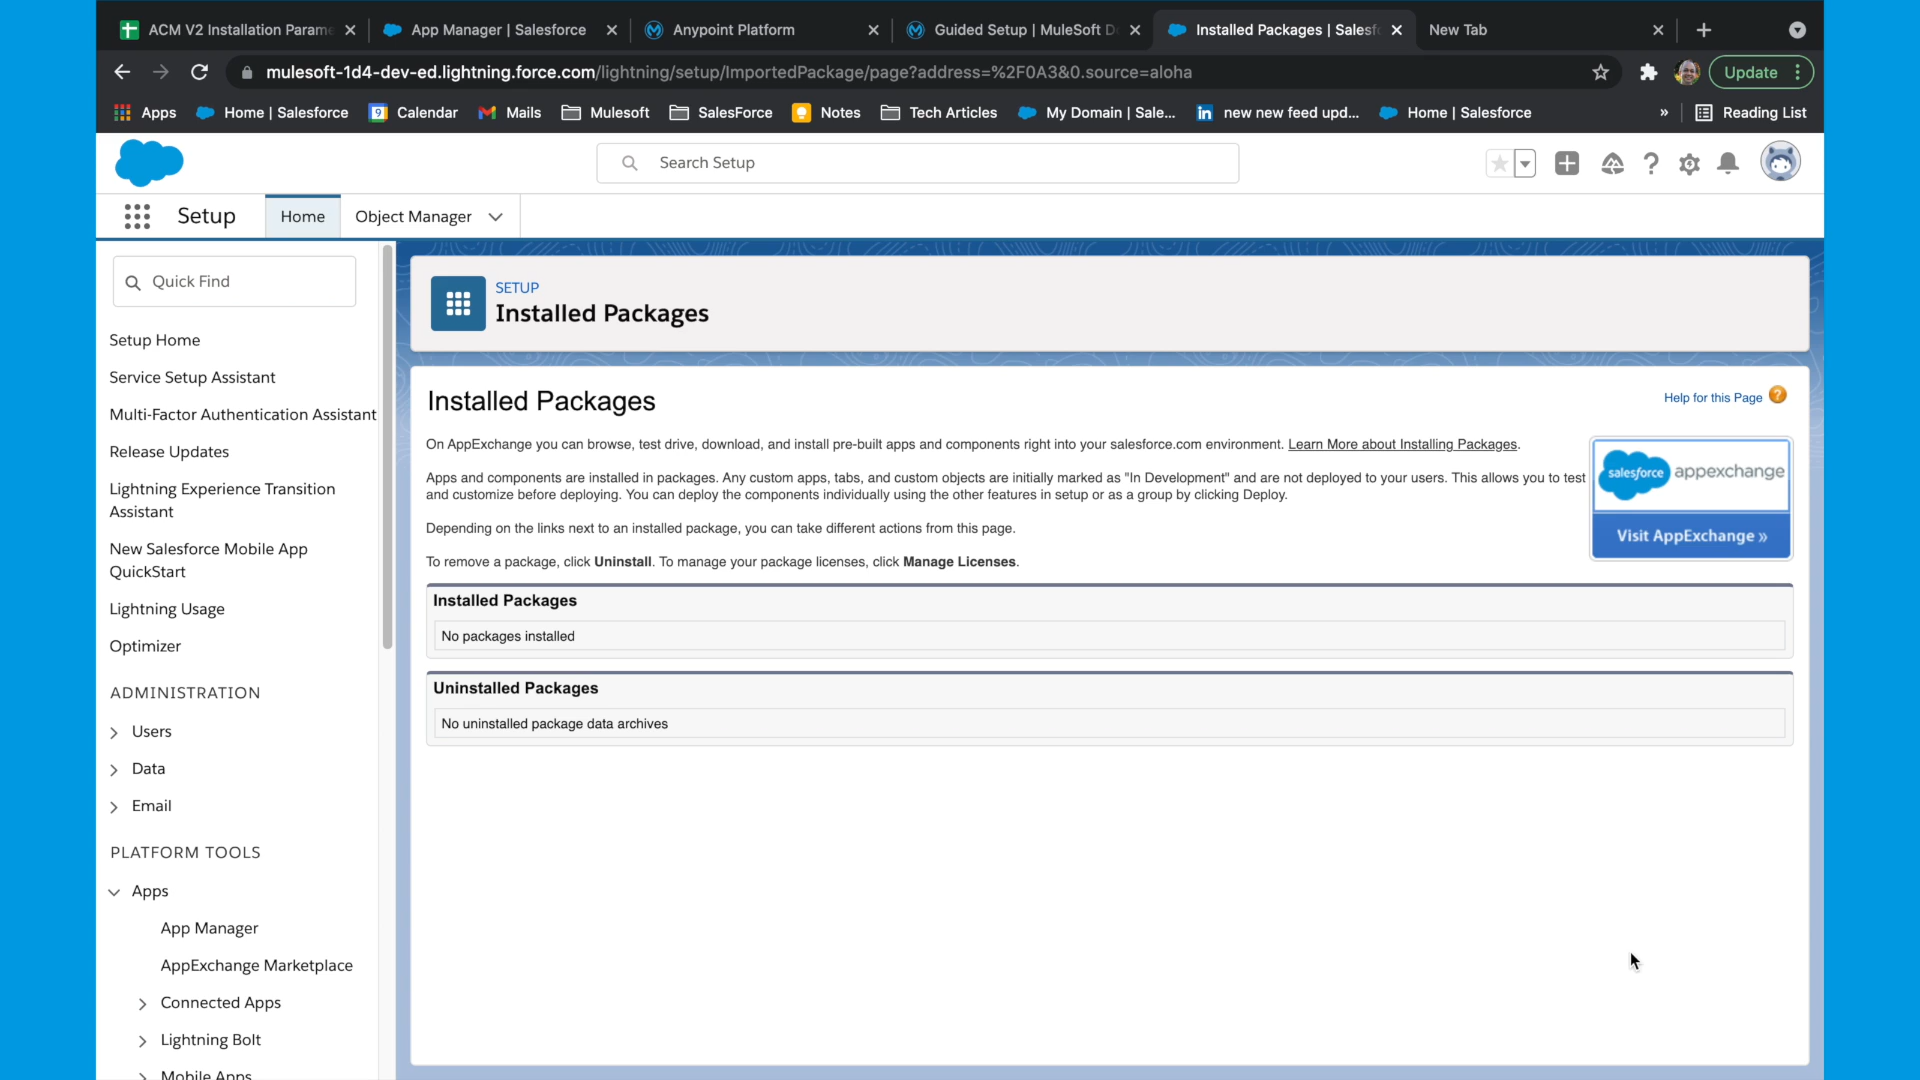 ACM V2 Installation Parame
App Manager | Salesforce
Anypoint Platform
Guided Setup | MuleSoft D
Installed Packages | Salesf
New Tab
mulesoft-1d4-dev-ed.lightning.force.com/lightning/setup/ImportedPackage/page?address=%2F0A3&0.source=aloha
Update
Apps
Home | Salesforce
9
Calendar
Mails
Mulesoft
SalesForce
Notes
Tech Articles
My Domain | Sale...
in
new new feed upd...
Home | Salesforce
»
Reading List
Search Setup
Setup
Home
Object Manager
Quick Find
Setup Home
Service Setup Assistant
Multi-Factor Authentication Assistant
Release Updates
Lightning Experience Transition
Assistant
New Salesforce Mobile App
QuickStart
Lightning Usage
Optimizer
ADMINISTRATION
Users
Data
Email
PLATFORM TOOLS
Apps
App Manager
AppExchange Marketplace
Connected Apps
Lightning Bolt
Mobile Apps
SETUP
Installed Packages
Installed Packages
Help for this Page
On AppExchange you can browse, test drive, download, and install pre-built apps and components right into your salesforce.com environment. Learn More about Installing Packages.
Apps and components are installed in packages. Any custom apps, tabs, and custom objects are initially marked as "In Development" and are not deployed to your users. This allows you to test
and customize before deploying. You can deploy the components individually using the other features in setup or as a group by clicking Deploy.
Depending on the links next to an installed package, you can take different actions from this page.
To remove a package, click Uninstall. To manage your package licenses, click Manage Licenses.
salesforce appexchange
Visit AppExchange »
Installed Packages
No packages installed
Uninstalled Packages
No uninstalled package data archives